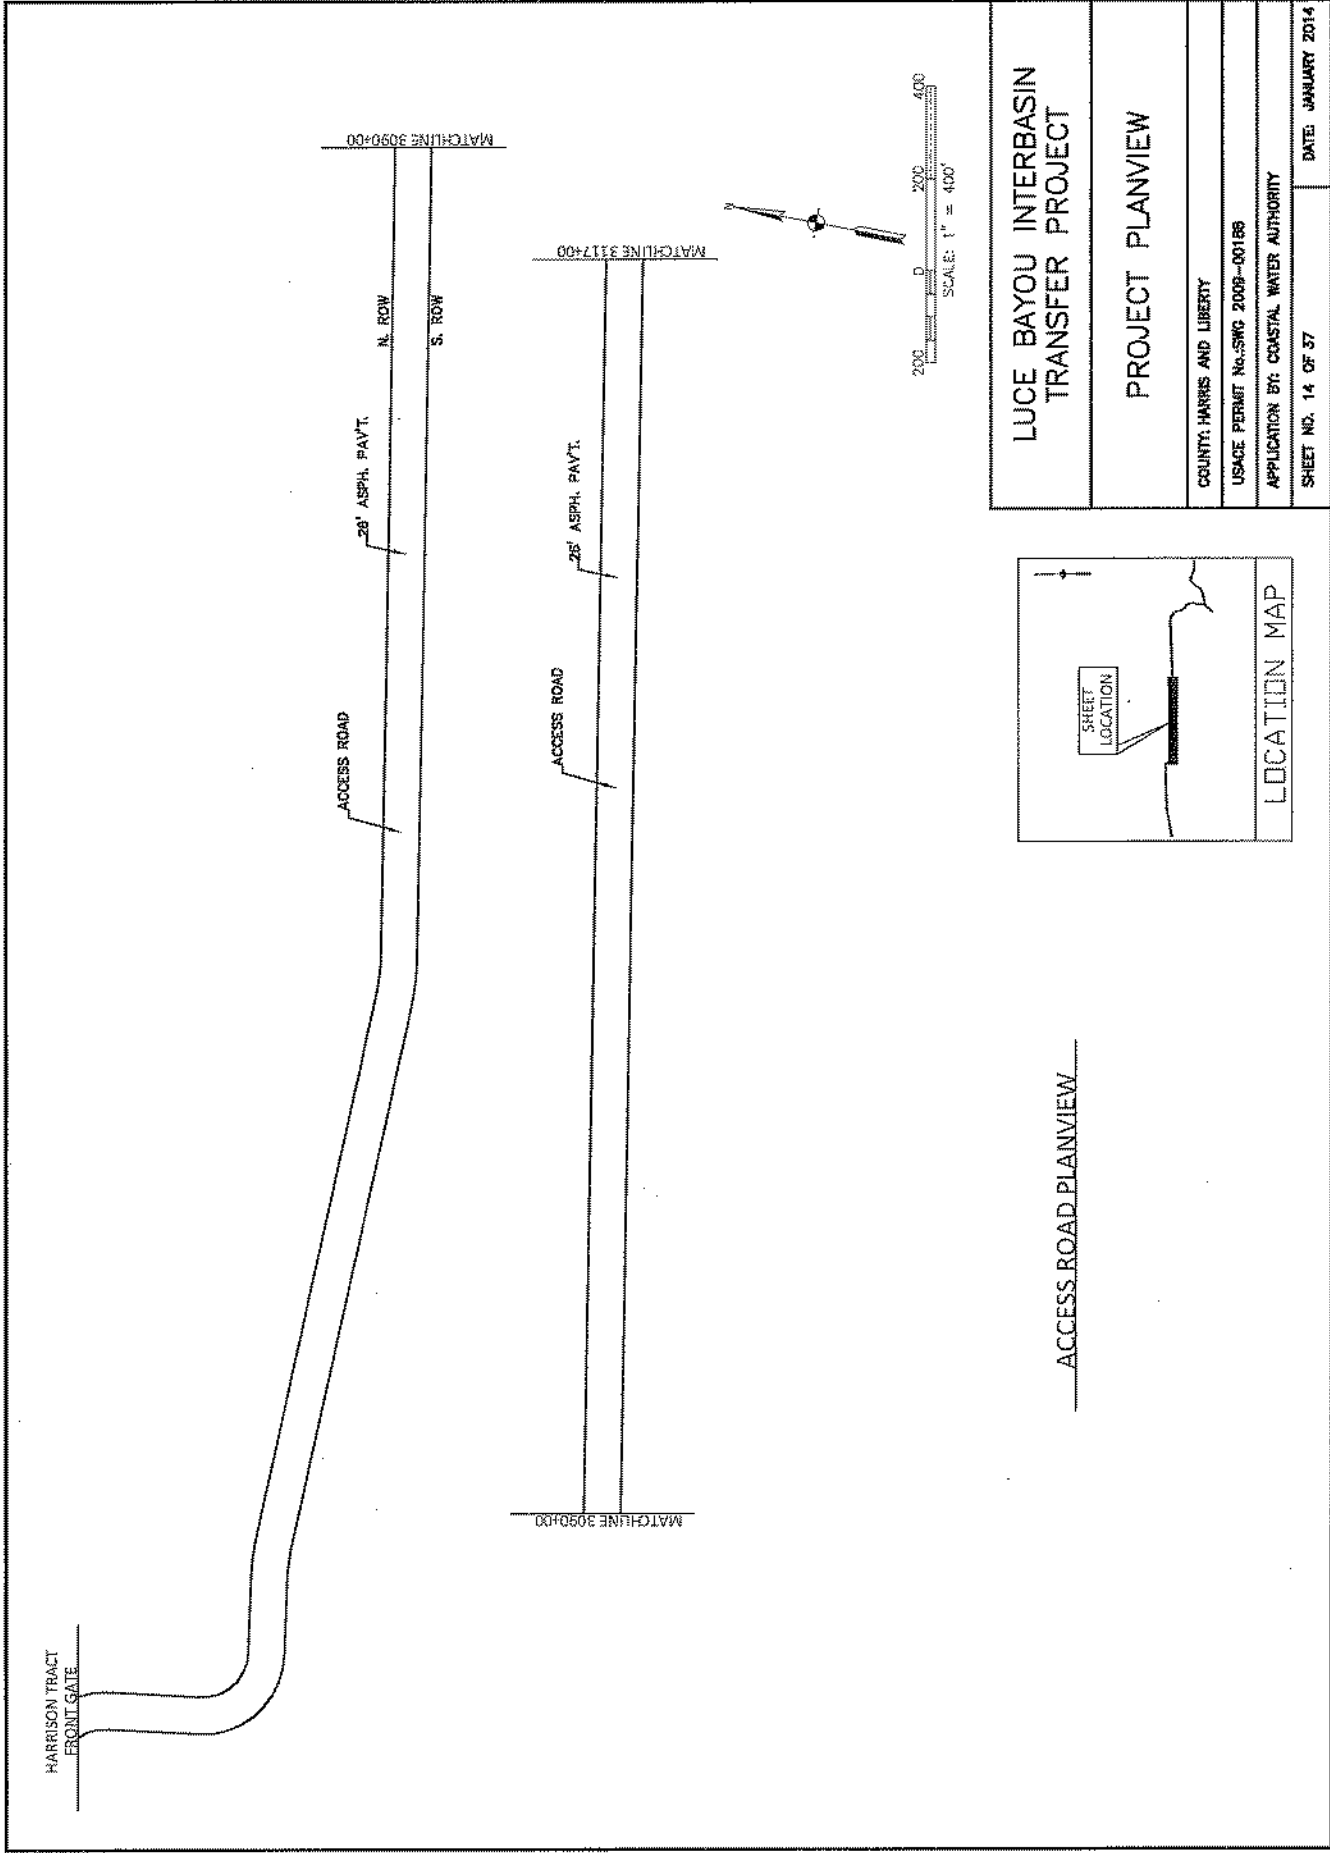 HARRISON TRACT
FRONT GATE
ACCESS ROAD
28' ASPH. PAV'T.
N. ROW
S. ROW
MATCHLINE 3090+00
MATCHLINE 3090+00
ACCESS ROAD
26' ASPH. PAV'T.
MATCHLINE 3117+00
N
200 0 200 400
SCALE: 1" = 400'
ACCESS ROAD PLANVIEW
SHEET
LOCATION
LOCATION MAP
LUCE BAYOU INTERBASIN
TRANSFER PROJECT
PROJECT PLANVIEW
COUNTY: HARRIS AND LIBERTY
USACE PERMIT No.:SWG 2009-00188
APPLICATION BY: COASTAL WATER AUTHORITY
SHEET NO. 14 OF 37 DATE: JANUARY 2014